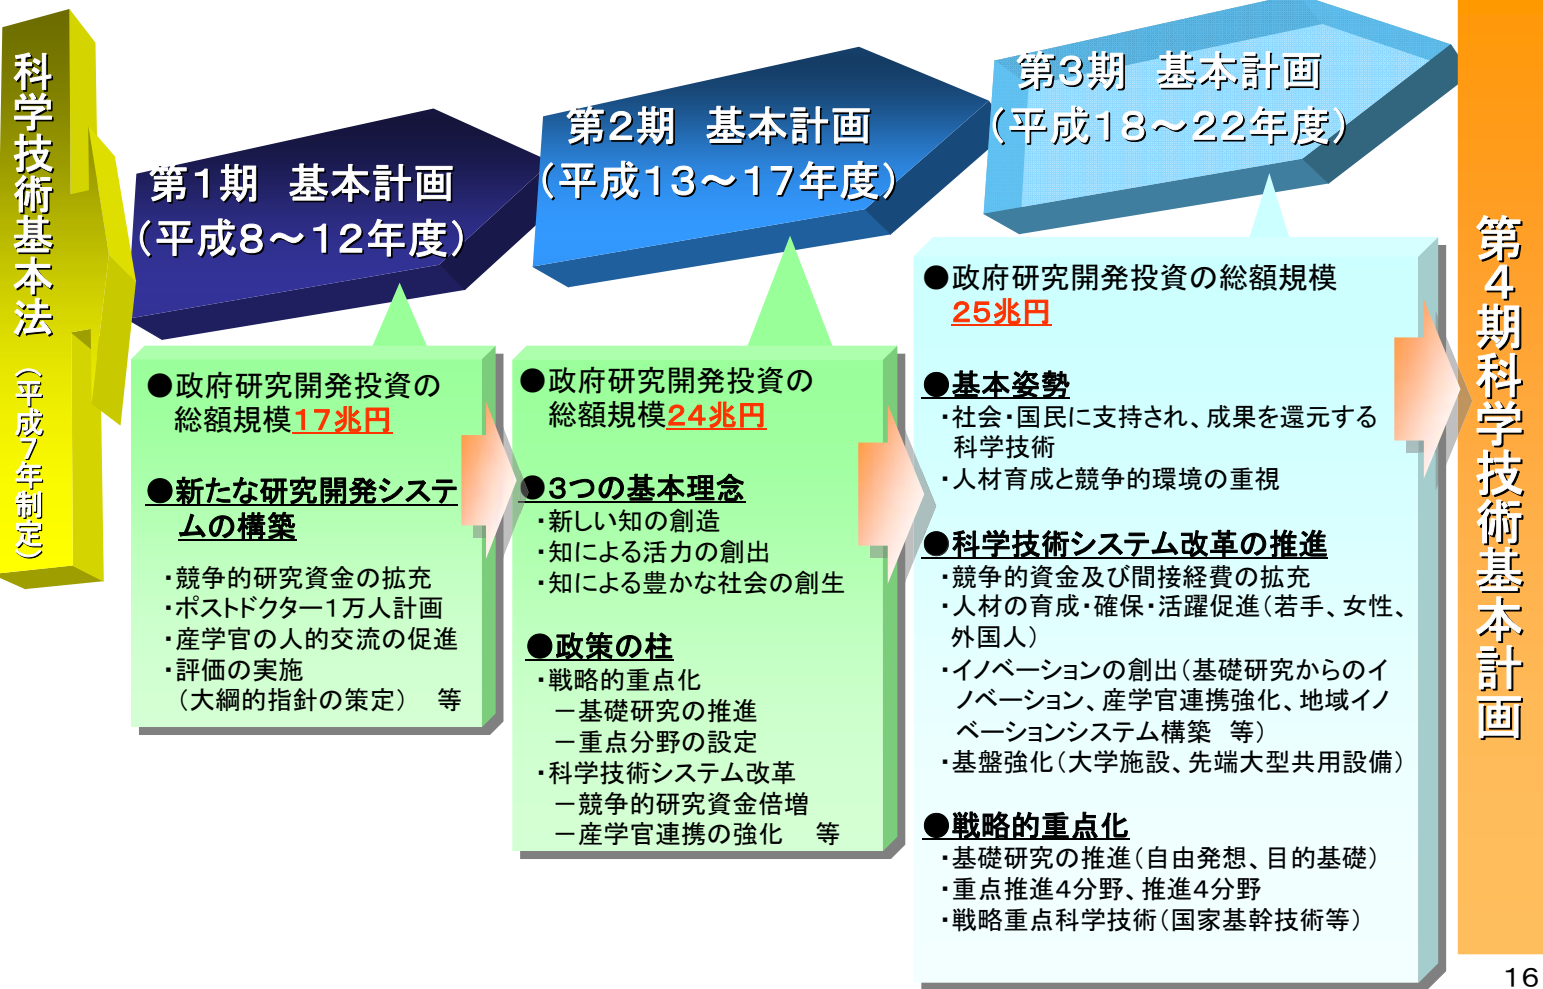 科学技術基本法（平成７年制定）
第１期　基本計画
（平成８～１２年度）
●政府研究開発投資の
総額規模１７兆円
●新たな研究開発システ
ムの構築
・競争的研究資金の拡充
・ポストドクター１万人計画
・産学官の人的交流の促進
・評価の実施
（大綱的指針の策定）　等
第２期　基本計画
（平成１３～１７年度）
●政府研究開発投資の
総額規模２４兆円
●３つの基本理念
・新しい知の創造
・知による活力の創出
・知による豊かな社会の創生
●政策の柱
・戦略的重点化
－基礎研究の推進
－重点分野の設定
・科学技術システム改革
－競争的研究資金倍増
－産学官連携の強化　等
第３期　基本計画
（平成１８～２２年度）
●政府研究開発投資の総額規模
２５兆円
●基本姿勢
・社会・国民に支持され、成果を還元する
科学技術
・人材育成と競争的環境の重視
●科学技術システム改革の推進
・競争的資金及び間接経費の拡充
・人材の育成・確保・活躍促進（若手、女性、
外国人）
・イノベーションの創出（基礎研究からのイ
ノベーション、産学官連携強化、地域イノ
ベーションシステム構築　等）
・基盤強化（大学施設、先端大型共用設備）
●戦略的重点化
・基礎研究の推進（自由発想、目的基礎）
・重点推進４分野、推進４分野
・戦略重点科学技術（国家基幹技術等）
第４期科学技術基本計画
16